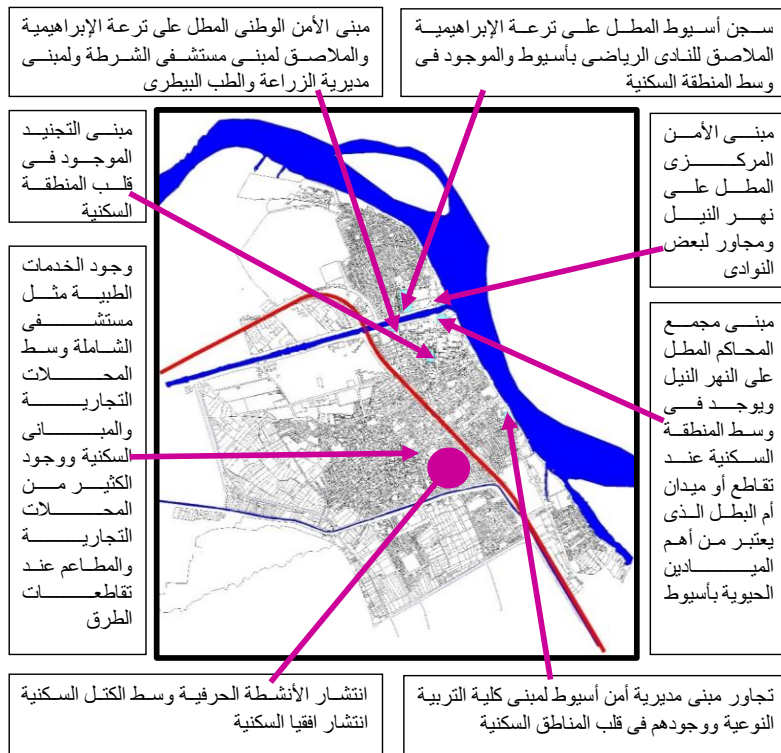 سجن أسيوط المطل على ترعة الإبراهيمية
الملاصق للنادى الرياضى بأسيوط والموجود فى
وسط المنطقة السكنية
مبنى الأمن الوطنى المطل على ترعة الإبراهيمية
والملاصق لمبنى مستشفى الشرطة ولمبنى
مديرية الزراعة والطب البيطرى
مبنى الأمن
المركزى
المطل على
نهر النيل
ومجاور لبعض
النوادى
مبنى التجنيد
الموجود فى
قلب المنطقة
السكنية
مبنى مجمع
المحاكم المطل
على النهر النيل
ويوجد فى
وسط المنطقة
السكنية عند
تقاطع أو ميدان
أم البطل الذى
يعتبر من أهم
الميادين
الحيوية بأسيوط
وجود الخدمات
الطبية مثل
مستشفى
الشاملة وسط
المحلات
التجارية
والمبانى
السكنية ووجود
الكثير من
المحلات
التجارية
والمطاعم عند
تقاطعات
الطرق
تجاور مبنى مديرية أمن أسيوط لمبنى كلية التربية
النوعية ووجودهم فى قلب المناطق السكنية
انتشار الأنشطة الحرفية وسط الكتل السكنية
انتشار افقيا السكنية